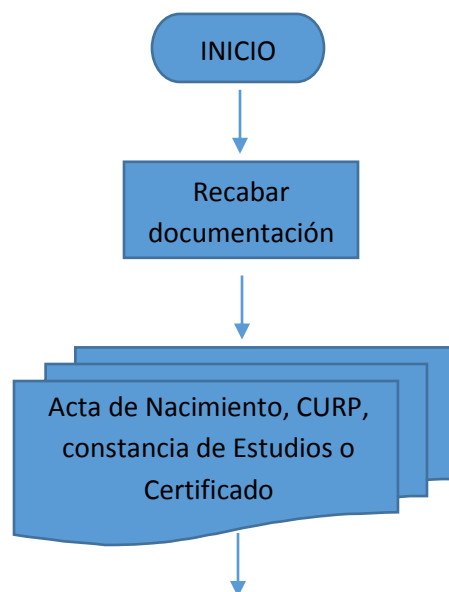 INICIO
Recabar
documentación
Acta de Nacimiento, CURP,
constancia de Estudios o
Certificado